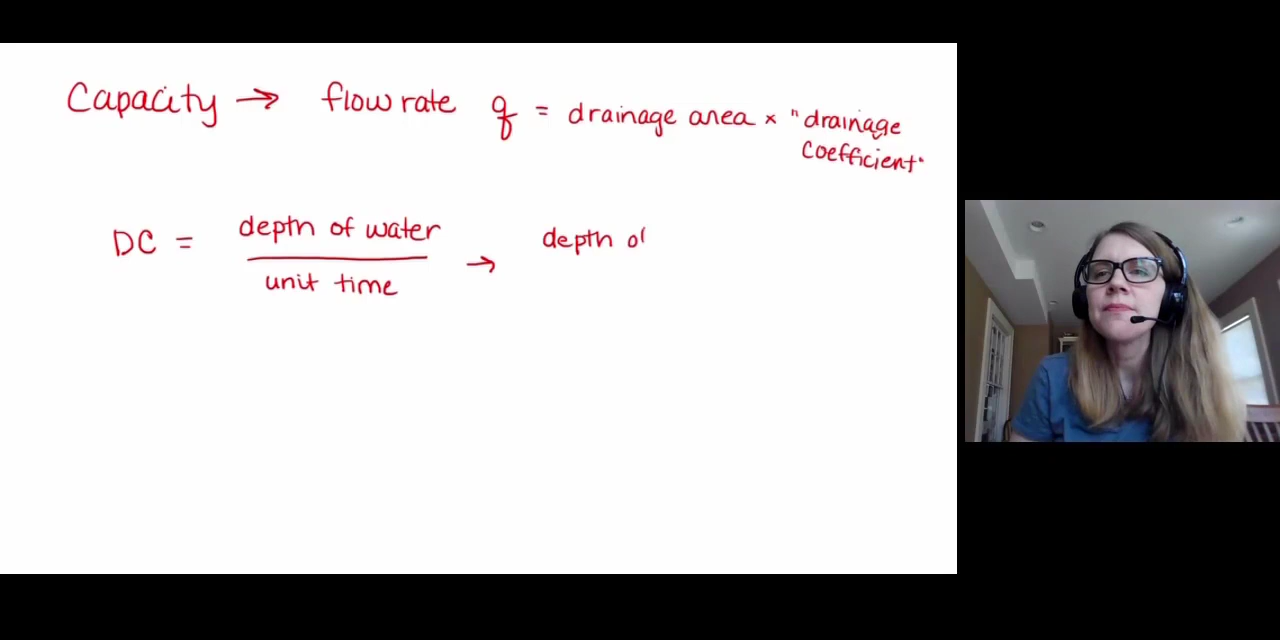 Capacity → flow rate q = drainage area × "drainage
coefficient"
DC = depth of water
unit time
→ depth of